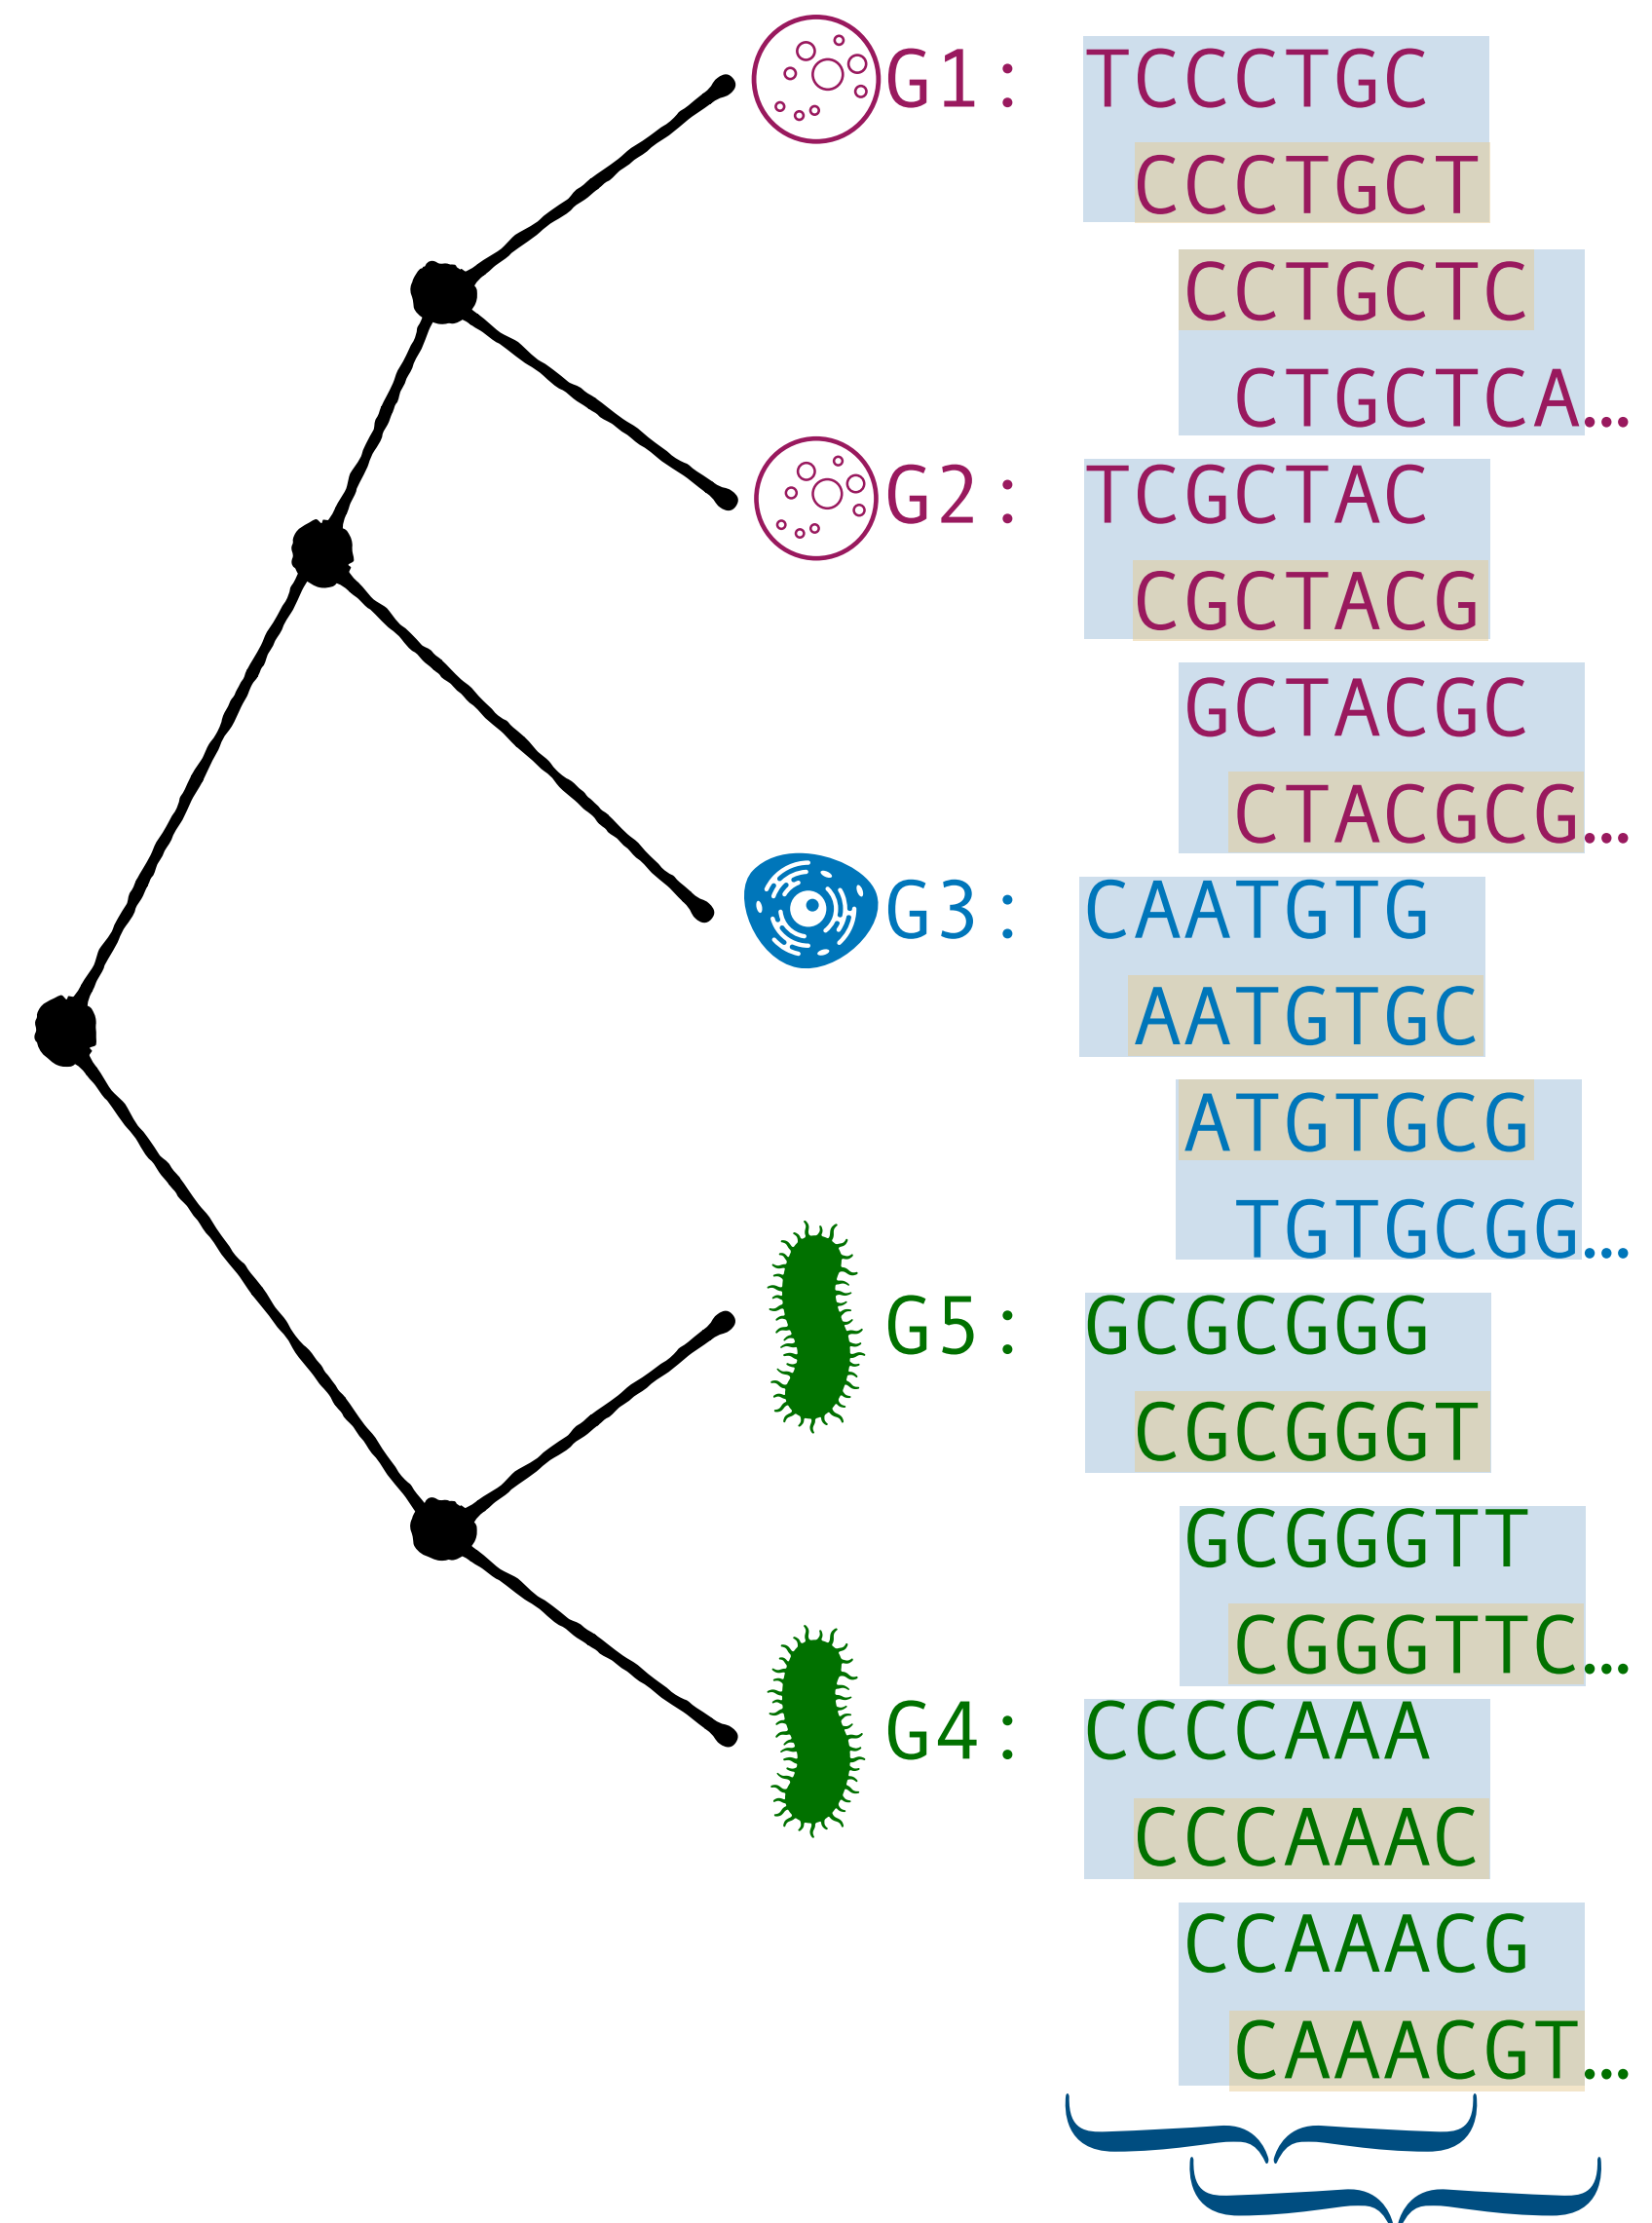 G1: TCCCTGC
CCCTGCT
CCTGCTC
CTGCTCA...
G2: TCGCTAC
CGCTACG
GCTACGC
CTACGCG...
G3: CAATGTG
AATGTGC
ATGTGCG
TGTGCGG...
G5: GCGCGGG
CGCGGGT
GCGGGTT
CGGGTTC...
G4: CCCCAAA
CCCAAAC
CCAAACG
CAAACGT...